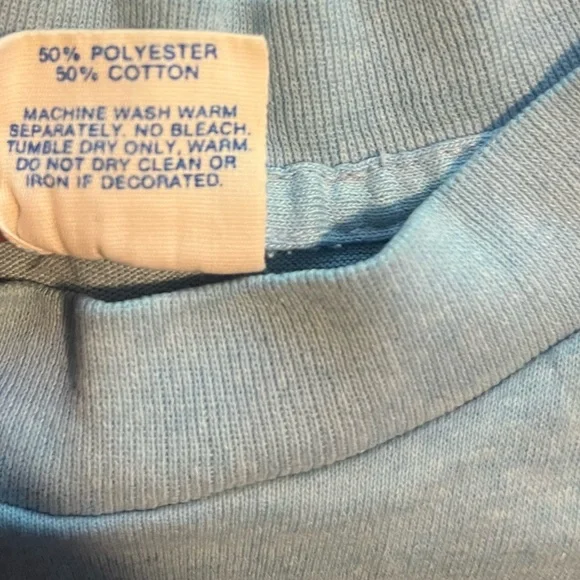 50% POLYESTER
50% COTTON
MACHINE WASH WARM
SEPARATELY. NO BLEACH.
TUMBLE DRY ONLY, WARM.
DO NOT DRY CLEAN OR
IRON IF DECORATED.